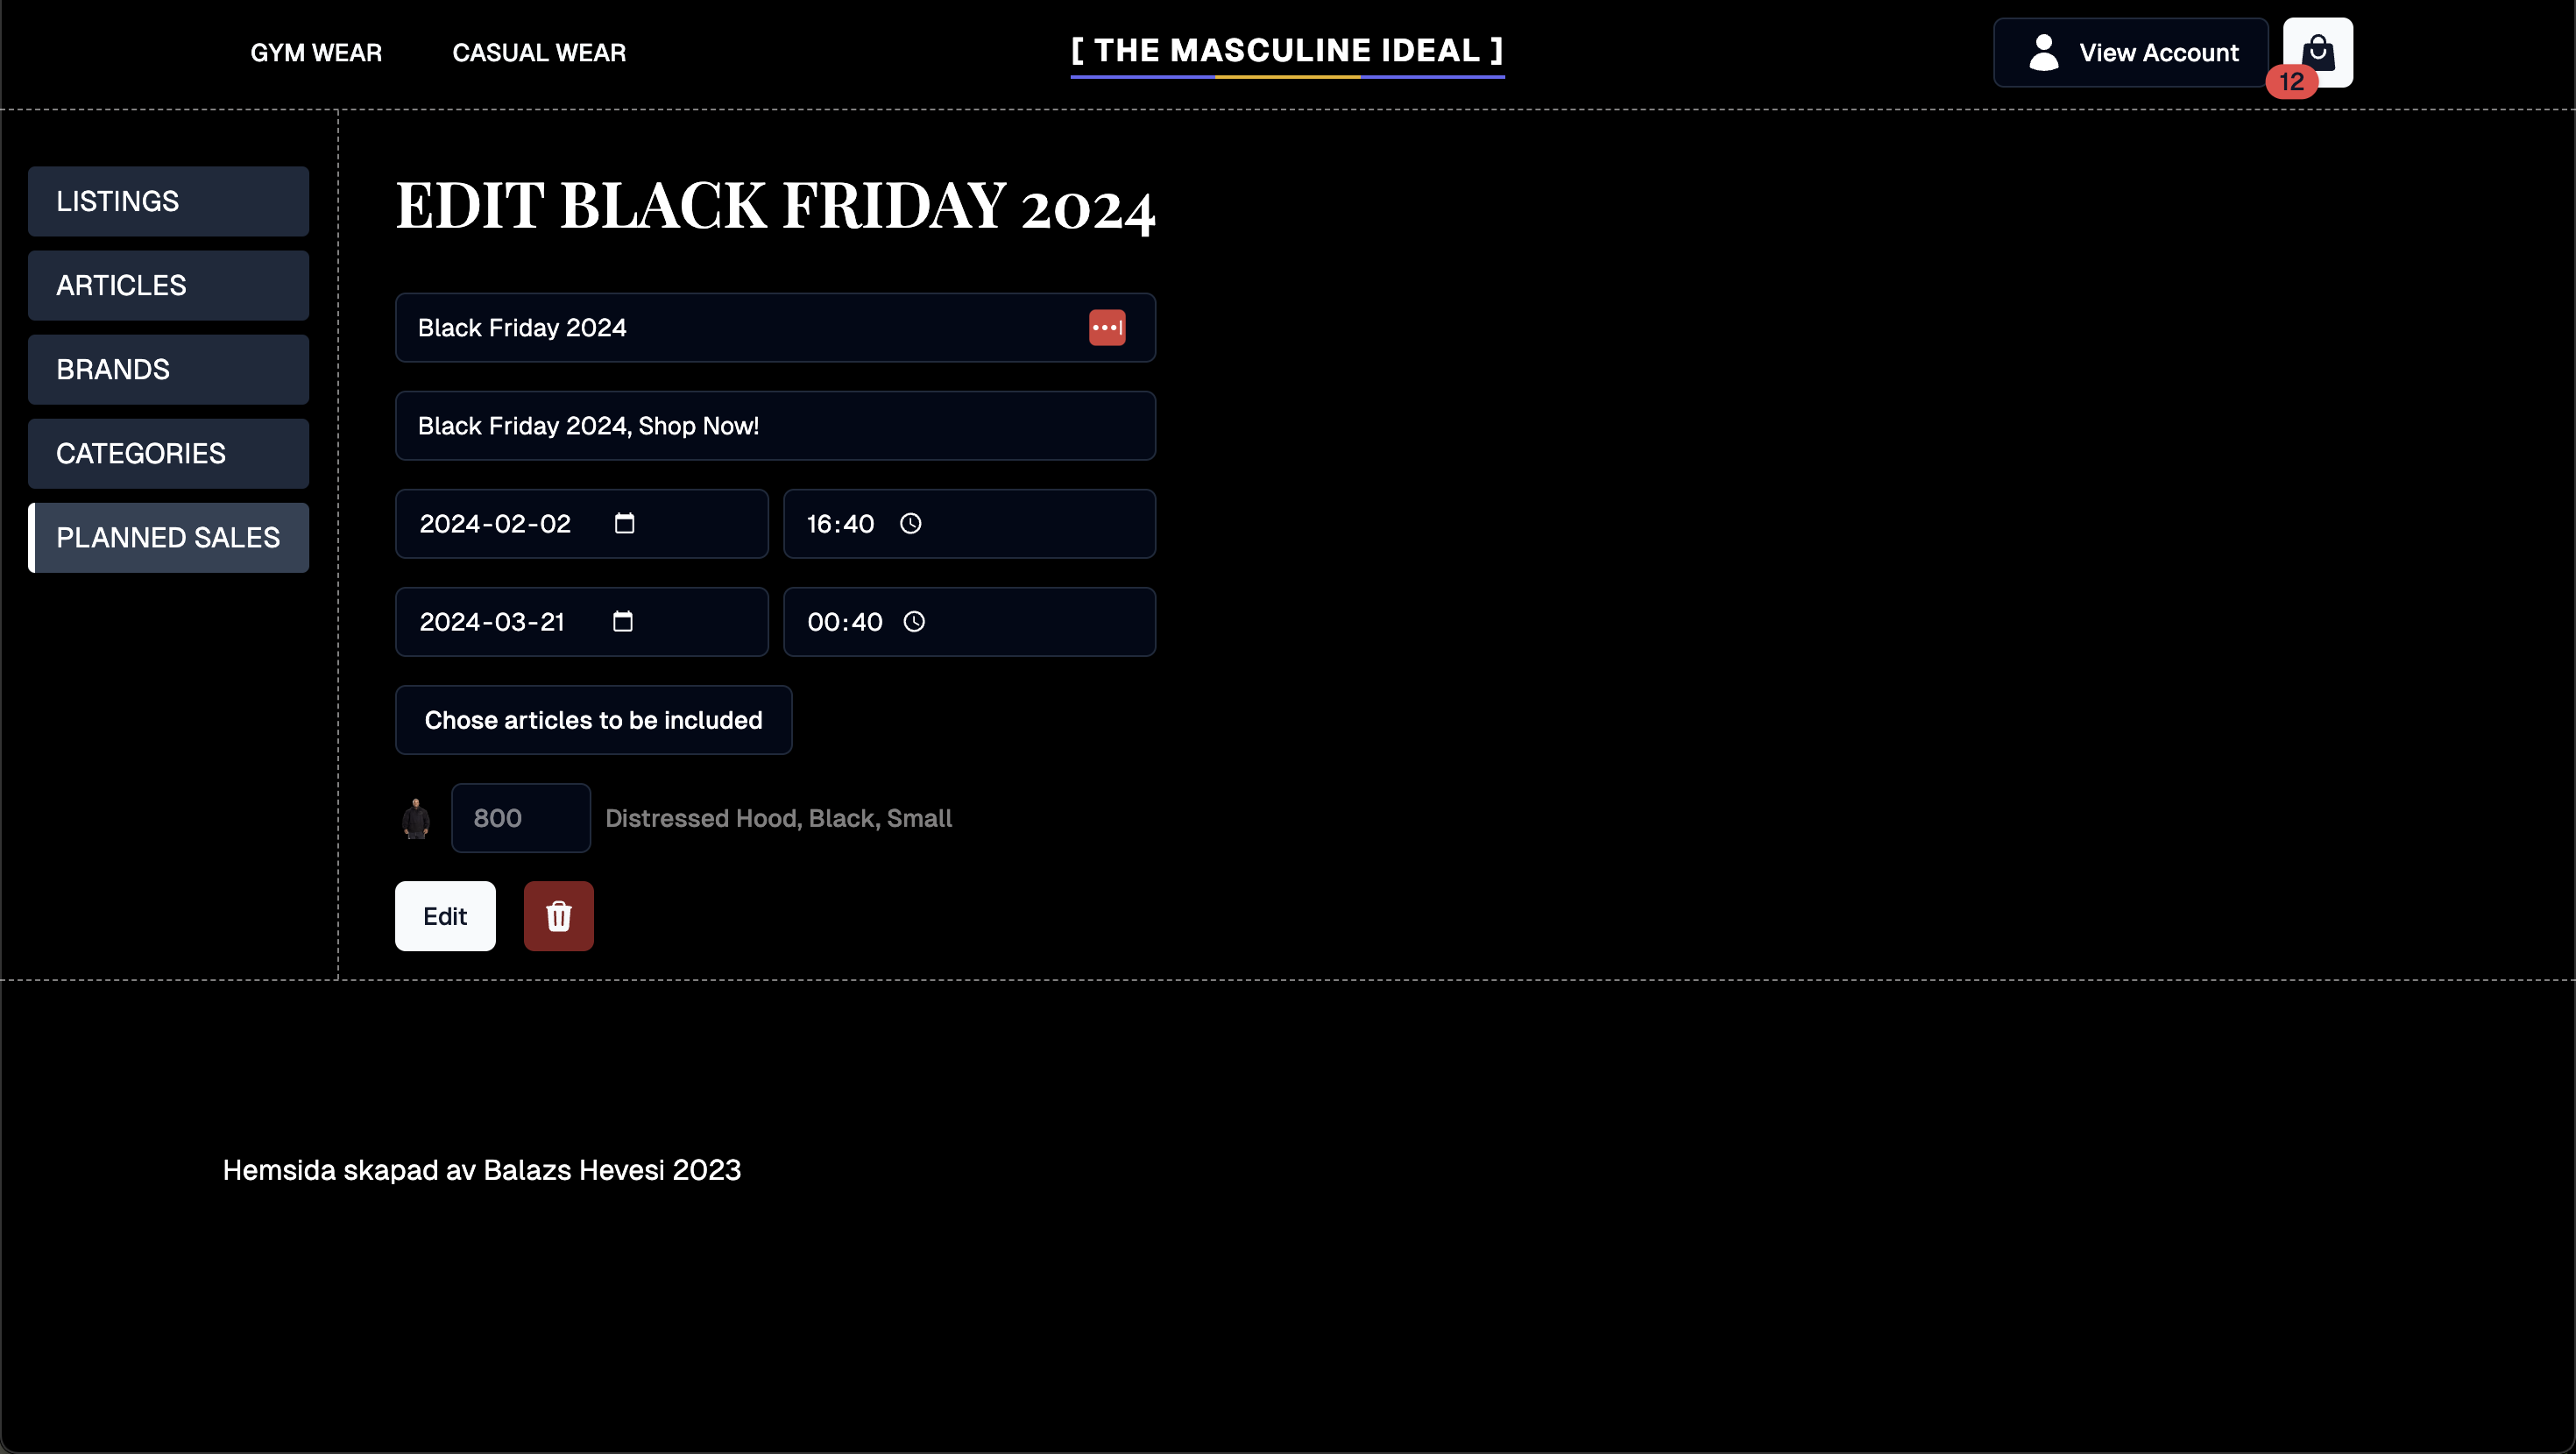 GYM WEAR
CASUAL WEAR
[ THE MASCULINE IDEAL ]
View Account
12
LISTINGS
ARTICLES
BRANDS
CATEGORIES
PLANNED SALES
EDIT BLACK FRIDAY 2024
Black Friday 2024
Black Friday 2024, Shop Now!
2024-02-02
16:40
2024-03-21
00:40
Chose articles to be included
800
Distressed Hood, Black, Small
Edit
Hemsida skapad av Balazs Hevesi 2023